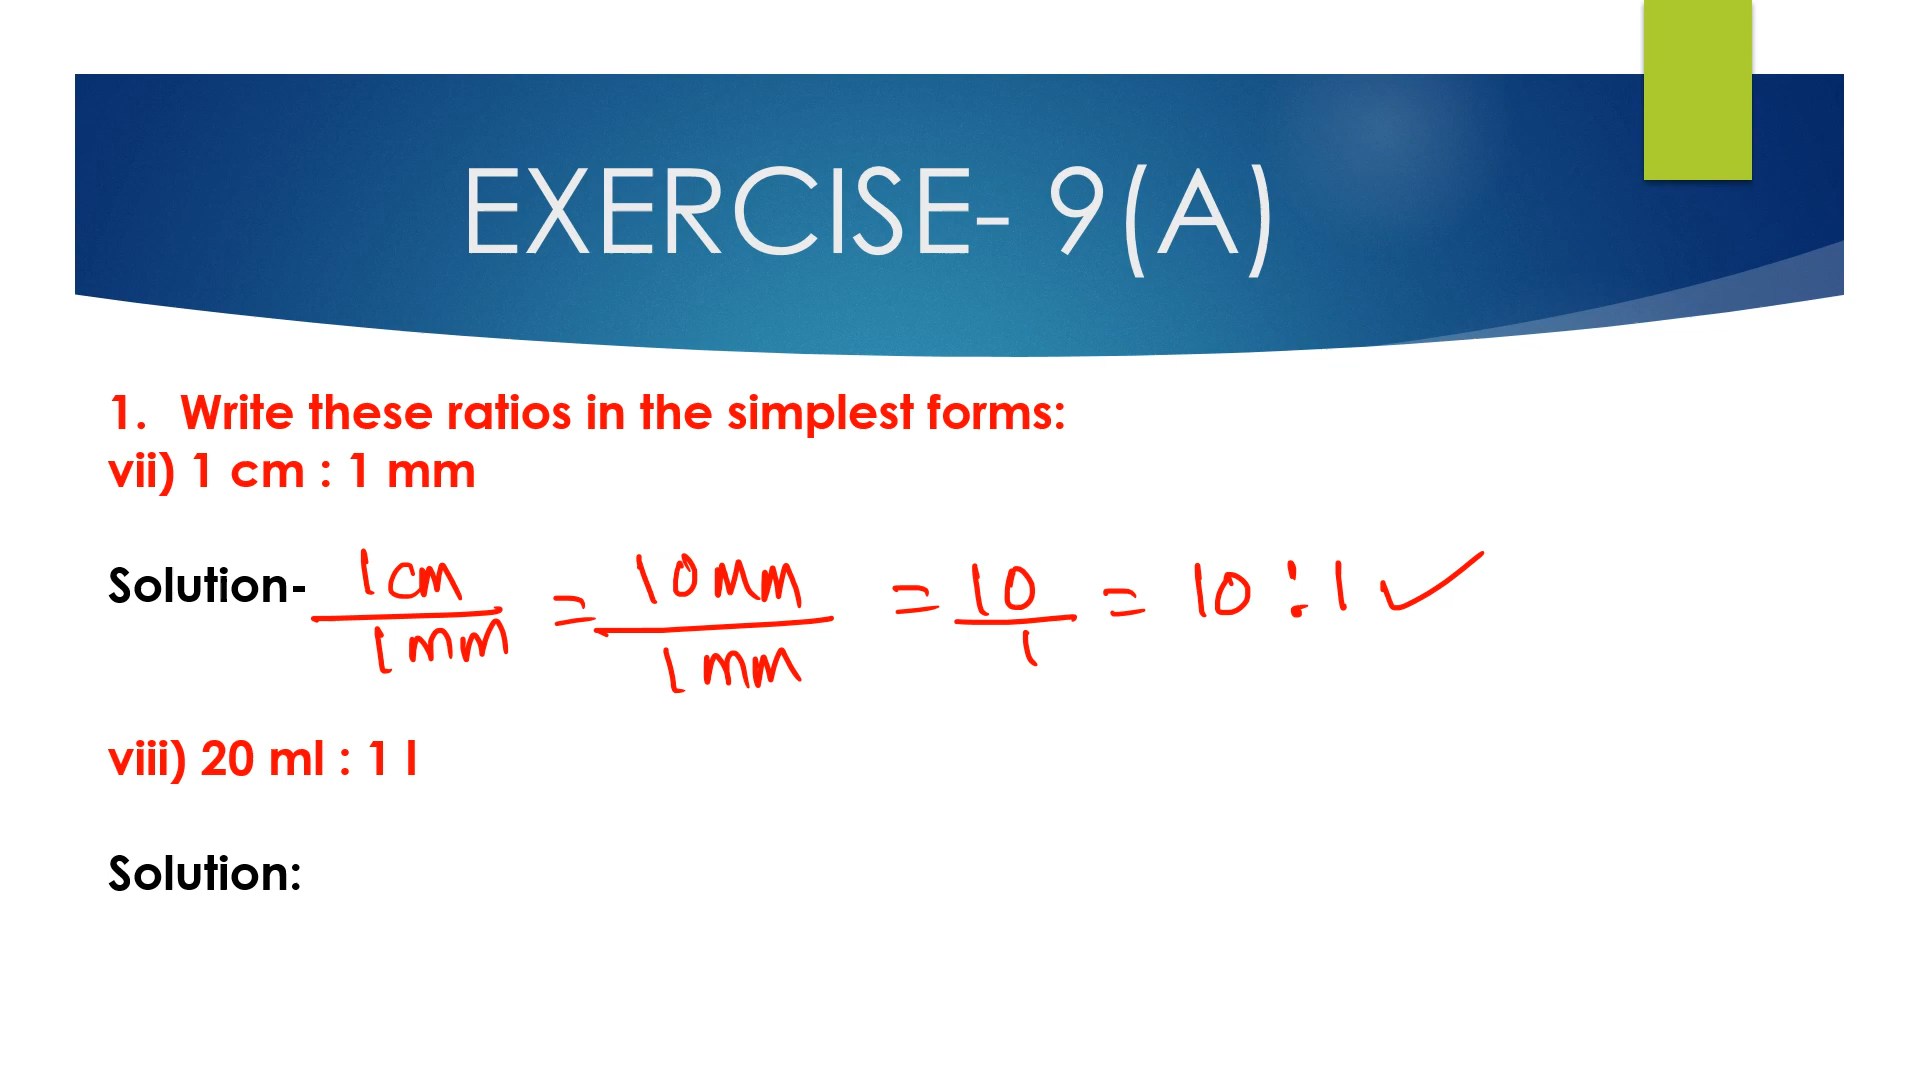 EXERCISE- 9(A)
1. Write these ratios in the simplest forms:
vii) 1 cm : 1 mm
Solution- 1cm/1mm = 10mm/1mm = 10/1 = 10 : 1 ✓
viii) 20 ml : 1 l
Solution: